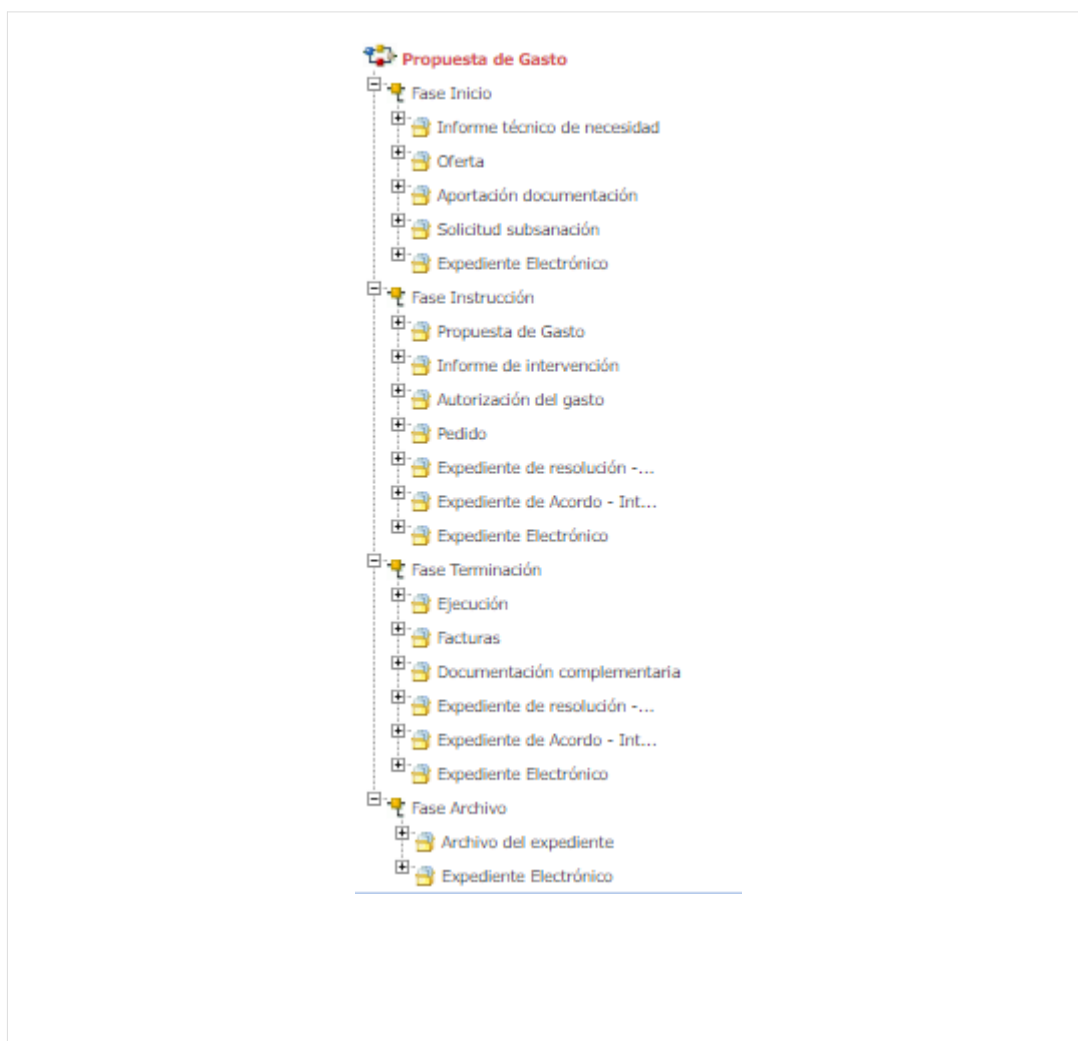 Propuesta de Gasto
Fase Inicio
Informe técnico de necesidad
Oferta
Aportación documentación
Solicitud subsanación
Expediente Electrónico
Fase Instrucción
Propuesta de Gasto
Informe de intervención
Autorización del gasto
Pedido
Expediente de resolución -...
Expediente de Acordo - Int...
Expediente Electrónico
Fase Terminación
Ejecución
Facturas
Documentación complementaria
Expediente de resolución -...
Expediente de Acordo - Int...
Expediente Electrónico
Fase Archivo
Archivo del expediente
Expediente Electrónico